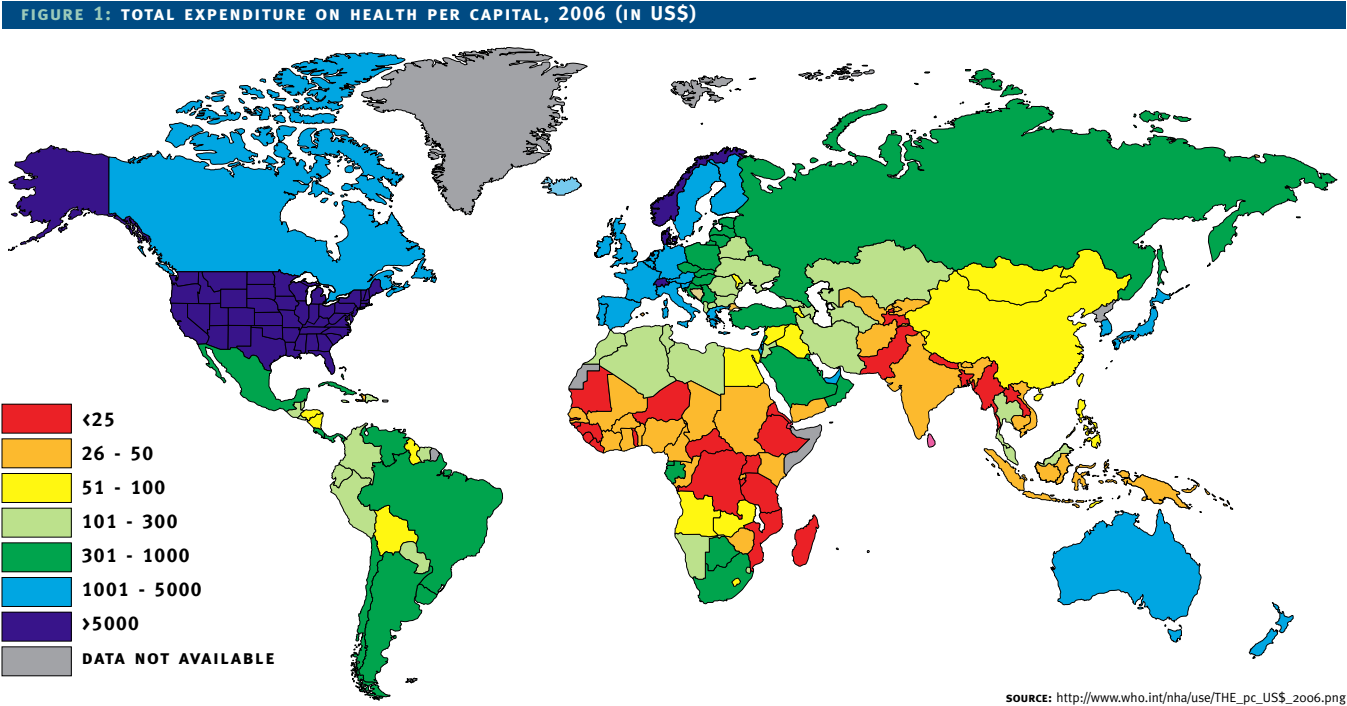 FIGURE 1: TOTAL EXPENDITURE ON HEALTH PER CAPITAL, 2006 (IN US$)
<25
26 - 50
51 - 100
101 - 300
301 - 1000
1001 - 5000
>5000
DATA NOT AVAILABLE
SOURCE: http://www.who.int/nha/use/THE_pc_US$_2006.png